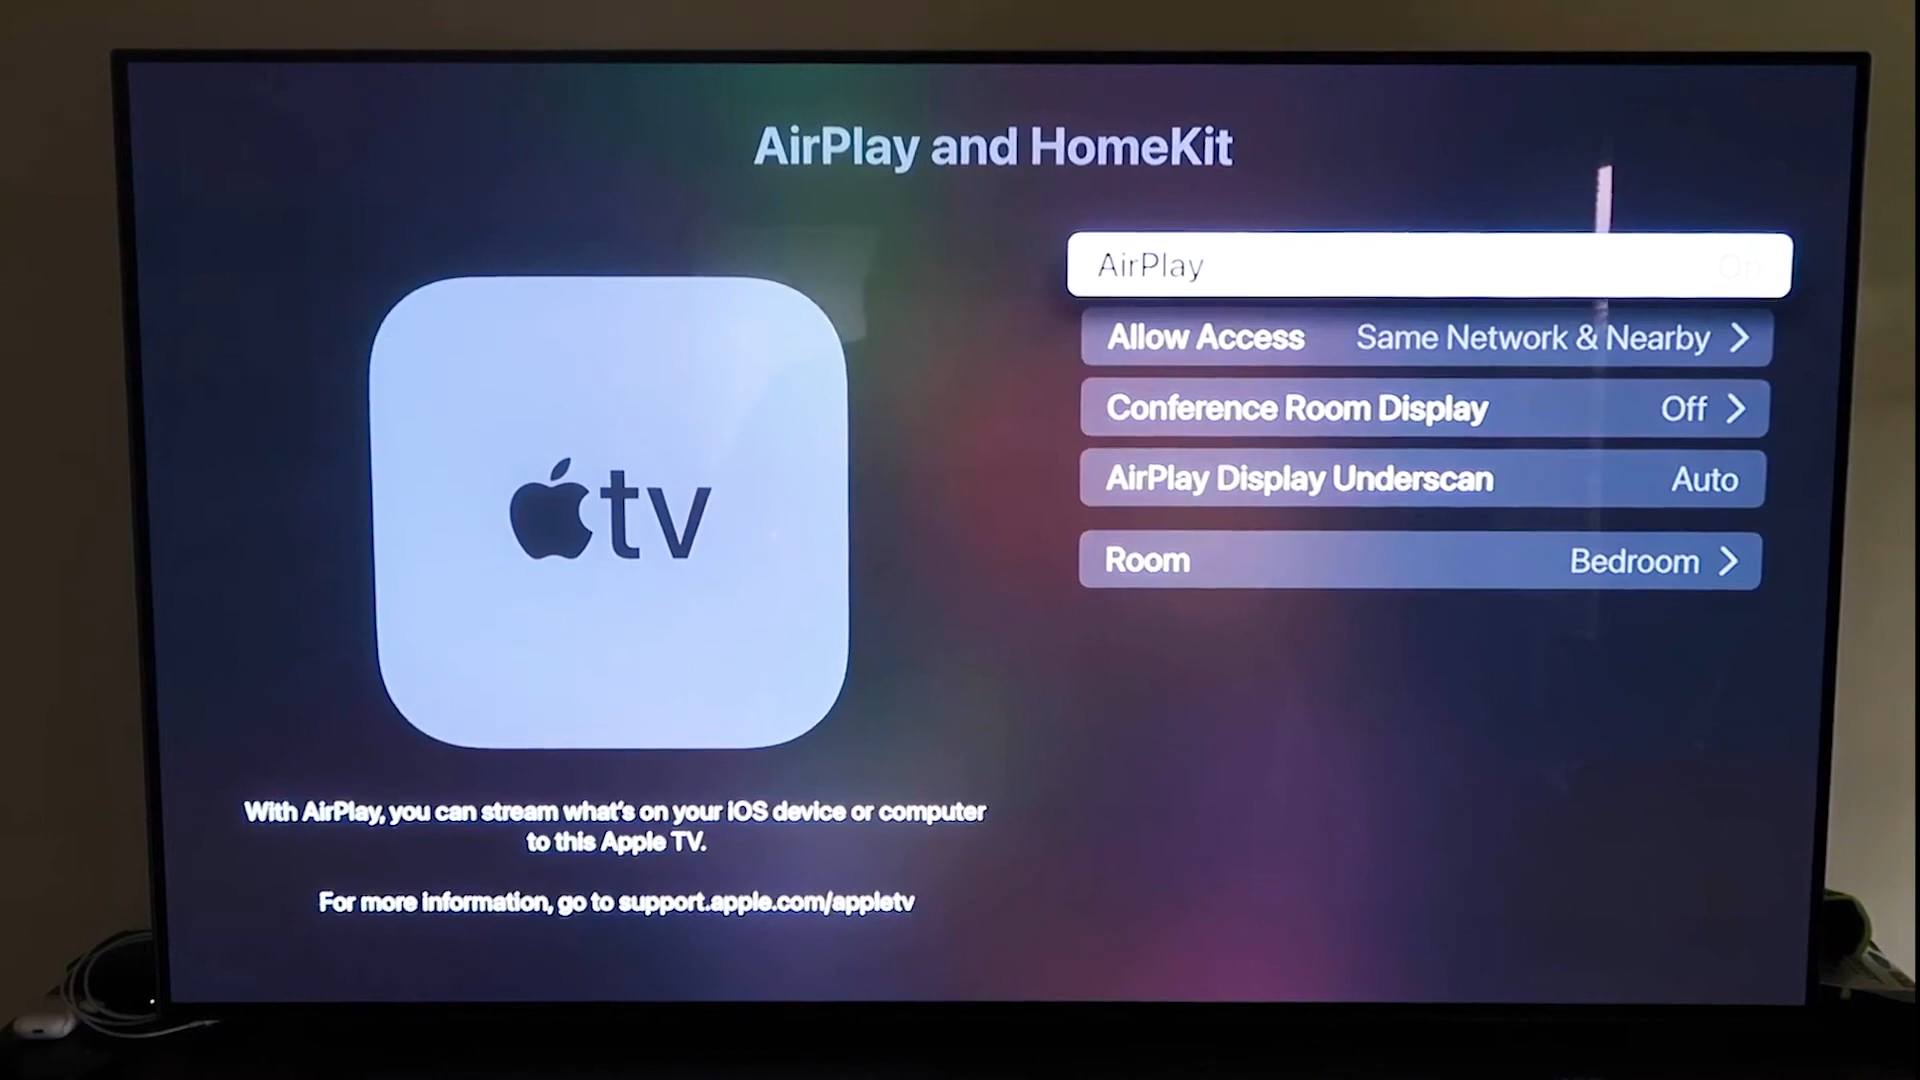 AirPlay and HomeKit
AirPlay On
Allow Access Same Network & Nearby
Conference Room Display Off
AirPlay Display Underscan Auto
Room Bedroom
tv
With AirPlay, you can stream what's on your iOS device or computer
to this Apple TV.
For more information, go to support.apple.com/appletv